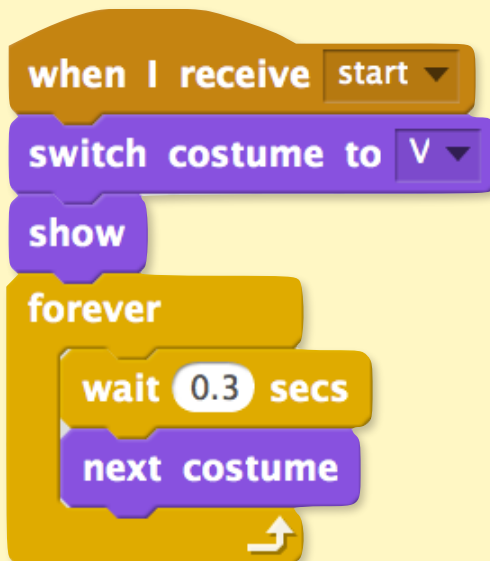 when I receive start
switch costume to V
show
forever
wait 0.3 secs
next costume